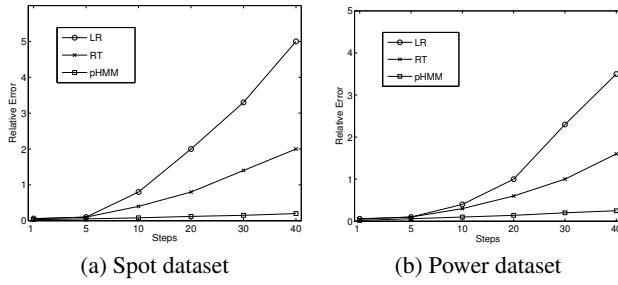 5
4
3
2
1
0
Relative Error
LR
RT
pHMM
1 5 10 20 30 40
Steps
(a) Spot dataset
5
4
3
2
1
0
Relative Error
LR
RT
pHMM
1 5 10 20 30 40
Steps
(b) Power dataset